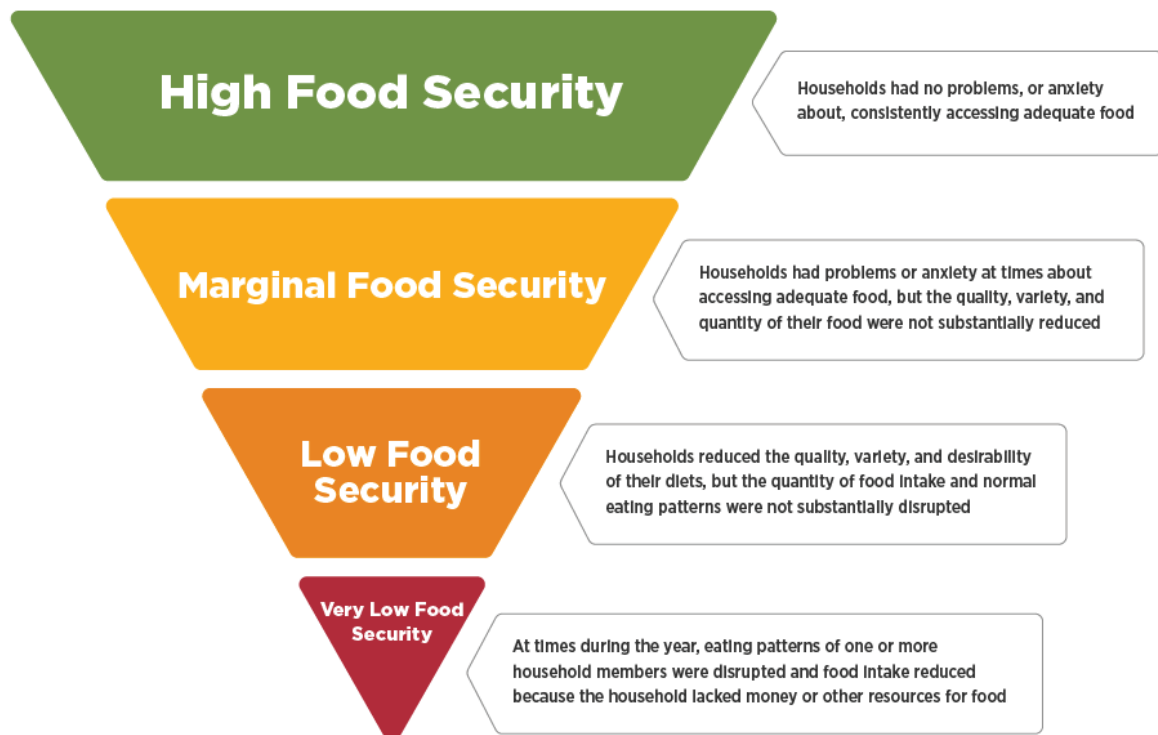 High Food Security
Households had no problems, or anxiety
about, consistently accessing adequate food
Marginal Food Security
Households had problems or anxiety at times about
accessing adequate food, but the quality, variety, and
quantity of their food were not substantially reduced
Low Food
Security
Households reduced the quality, variety, and desirability
of their diets, but the quantity of food intake and normal
eating patterns were not substantially disrupted
Very Low Food
Security
At times during the year, eating patterns of one or more
household members were disrupted and food intake reduced
because the household lacked money or other resources for food